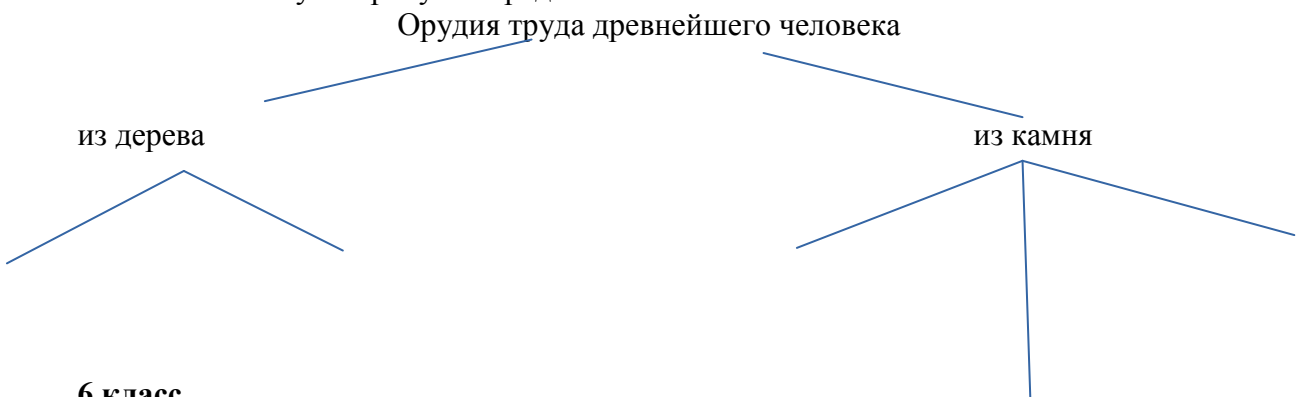 Орудия труда древнейшего человека
из дерева
из камня
6 класс